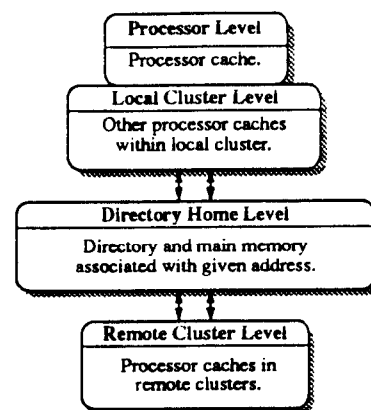 Processor Level
Processor cache.
Local Cluster Level
Other processor caches
within local cluster.
Directory Home Level
Directory and main memory
associated with given address.
Remote Cluster Level
Processor caches in
remote clusters.